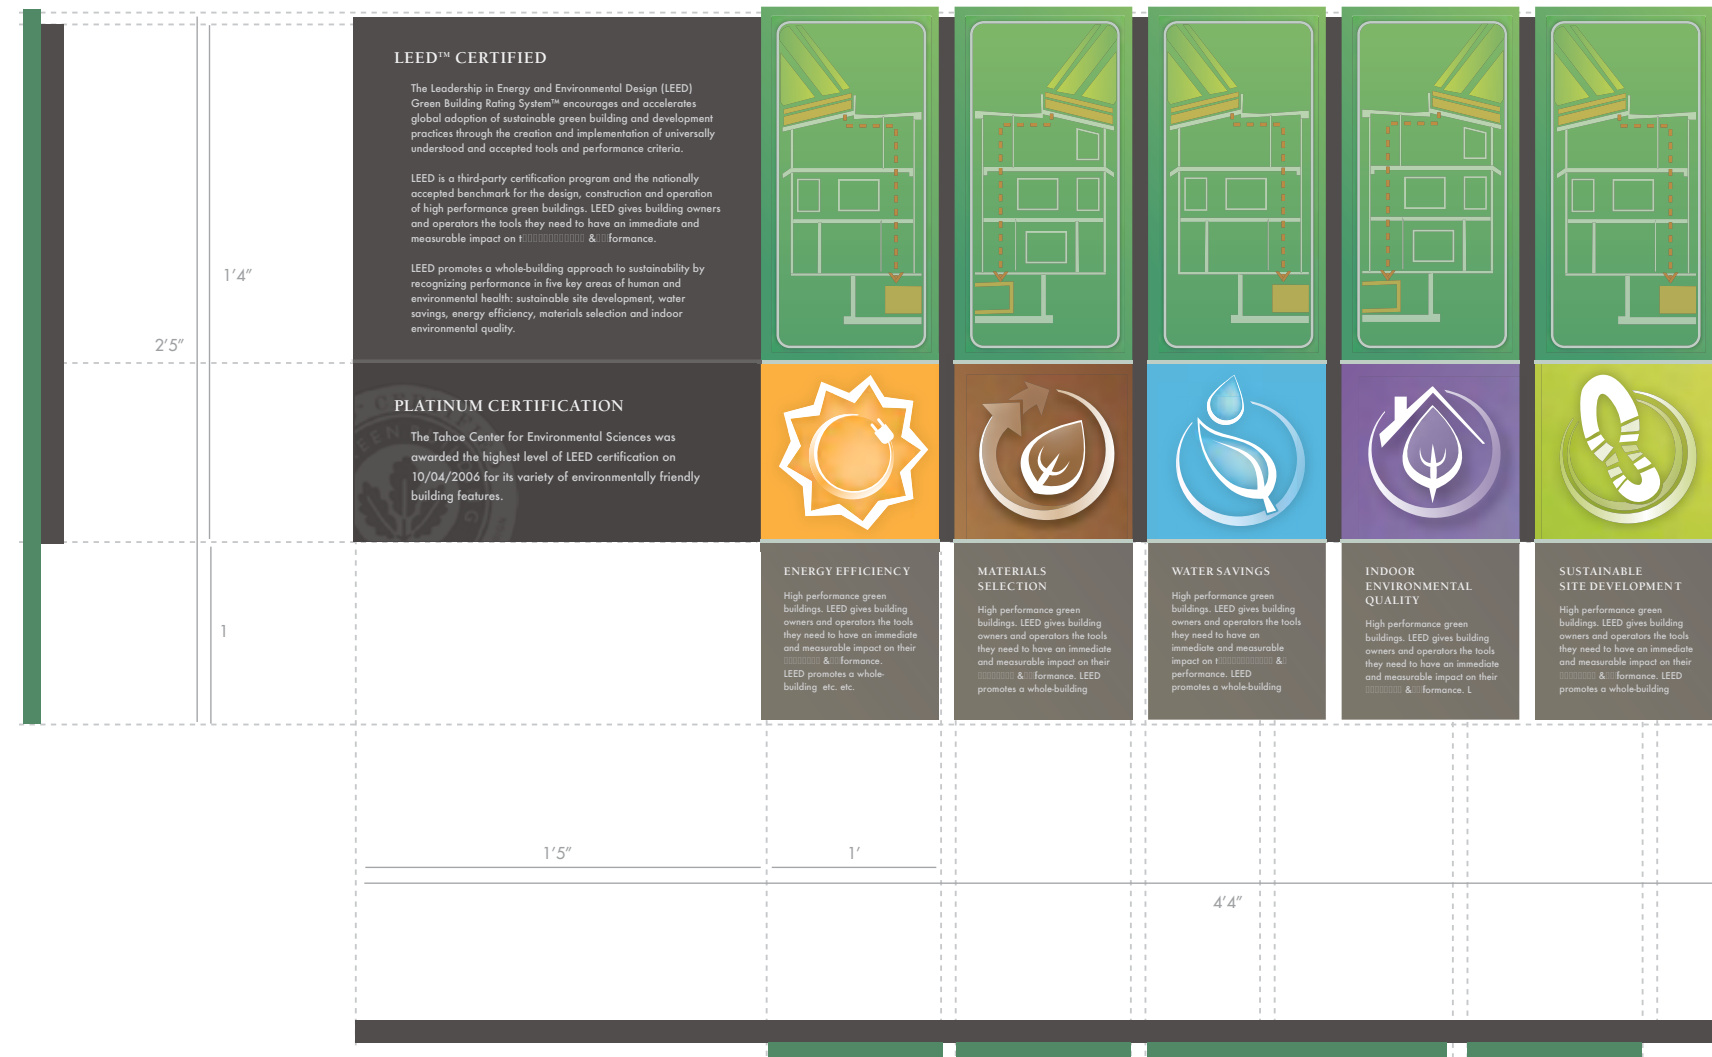 LEED™ CERTIFIED
The Leadership in Energy and Environmental Design (LEED)
Green Building Rating System™ encourages and accelerates
global adoption of sustainable green building and development
practices through the creation and implementation of universally
understood and accepted tools and performance criteria.
LEED is a third-party certification program and the nationally
accepted benchmark for the design, construction and operation
of high performance green buildings. LEED gives building owners
and operators the tools they need to have an immediate and
measurable impact on t &formance.
LEED promotes a whole-building approach to sustainability by
recognizing performance in five key areas of human and
environmental health: sustainable site development, water
savings, energy efficiency, materials selection and indoor
environmental quality.
PLATINUM CERTIFICATION
The Tahoe Center for Environmental Sciences was
awarded the highest level of LEED certification on
10/04/2006 for its variety of environmentally friendly
building features.
ENERGY EFFICIENCY
High performance green
buildings. LEED gives building
owners and operators the tools
they need to have an immediate
and measurable impact on their
&formance.
LEED promotes a whole-
building etc. etc.
MATERIALS
SELECTION
High performance green
buildings. LEED gives building
owners and operators the tools
they need to have an immediate
and measurable impact on their
&formance. LEED
promotes a whole-building
WATER SAVINGS
High performance green
buildings. LEED gives building
owners and operators the tools
they need to have an
immediate and measurable
impact on t &
performance. LEED
promotes a whole-building
INDOOR
ENVIRONMENTAL
QUALITY
High performance green
buildings. LEED gives building
owners and operators the tools
they need to have an immediate
and measurable impact on their
&formance. L
SUSTAINABLE
SITE DEVELOPMENT
High performance green
buildings. LEED gives building
owners and operators the tools
they need to have an immediate
and measurable impact on their
&formance. LEED
promotes a whole-building
1'4"
2'5"
1
1'5"
1'
4'4"